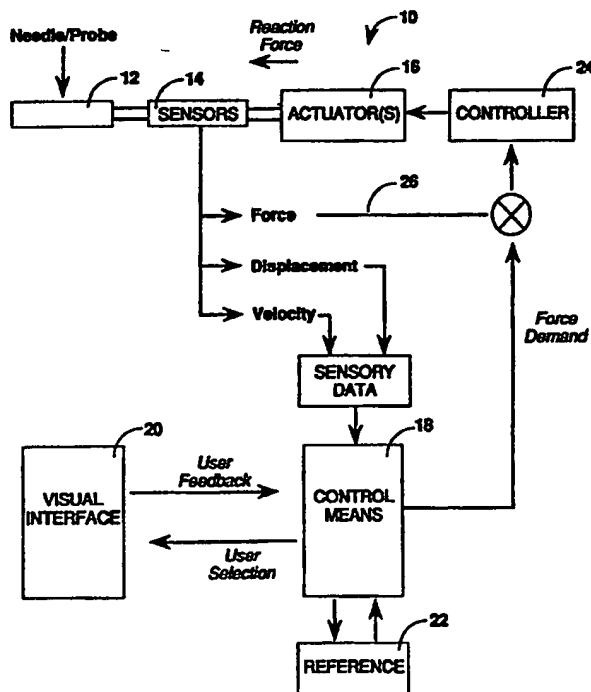 Needle/Probe
Reaction
Force
10
12
14
16
24
SENSORS
ACTUATOR(S)
CONTROLLER
26
Force
Displacement
Velocity
Force
Demand
SENSORY
DATA
20
18
User
Feedback
VISUAL
INTERFACE
CONTROL
MEANS
User
Selection
22
REFERENCE